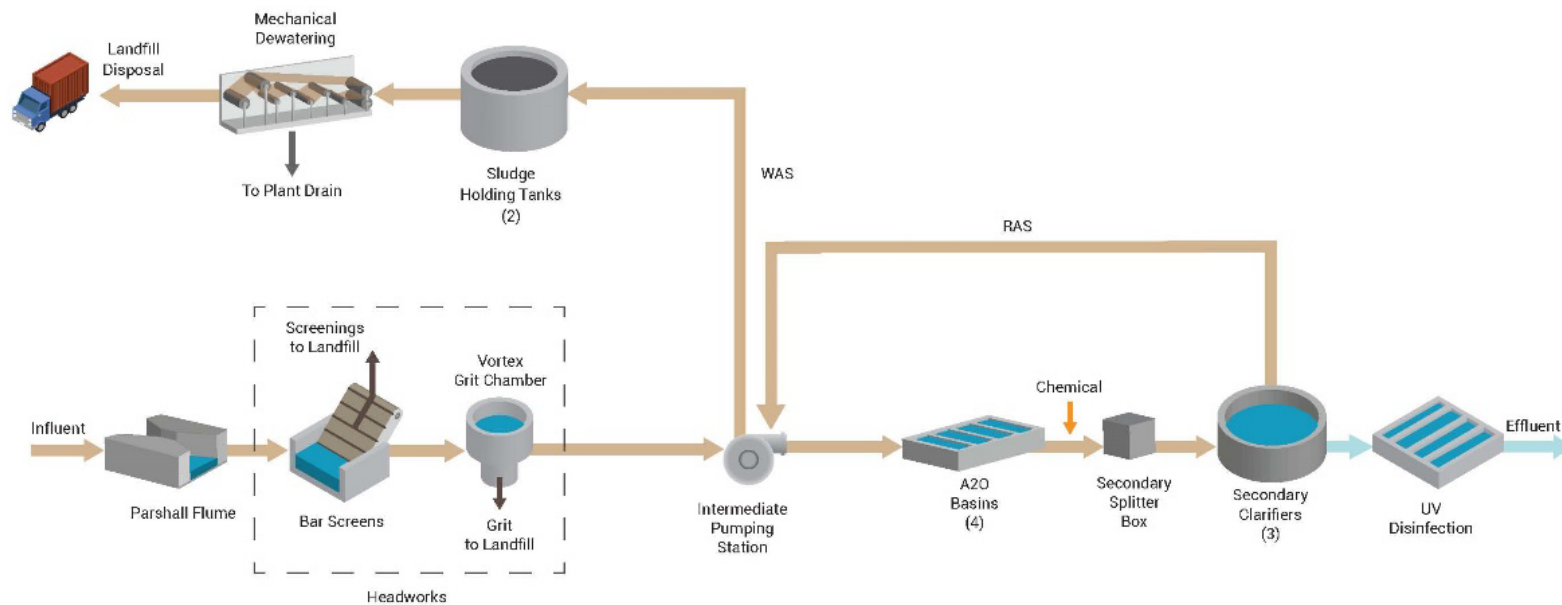 Mechanical
Dewatering
Landfill
Disposal
To Plant Drain
Sludge
Holding Tanks
(2)
WAS
RAS
Screenings
to Landfill
Vortex
Grit Chamber
Chemical
Influent
Effluent
Parshall Flume
Bar Screens
Grit
to Landfill
Intermediate
Pumping
Station
A2O
Basins
(4)
Secondary
Splitter
Box
Secondary
Clarifiers
(3)
UV
Disinfection
Headworks